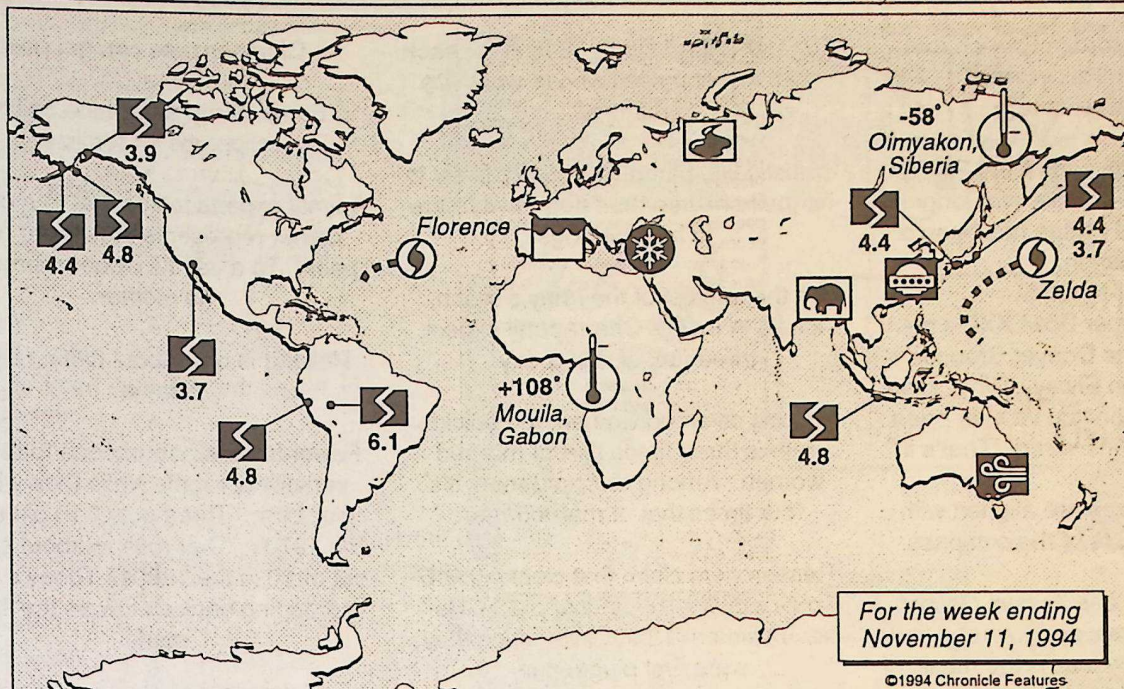 3.9
4.4
4.8
3.7
4.8
6.1
Florence
+108°
Mouila,
Gabon
-58°
Oimyakon,
Siberia
4.4
4.4
3.7
Zelda
4.8
For the week ending
November 11, 1994
©1994 Chronicle Features